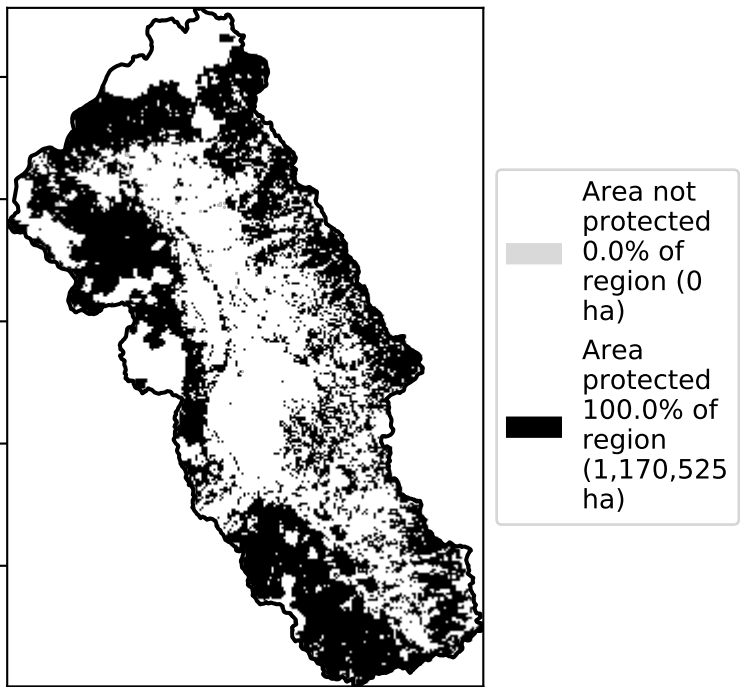 Area not
protected
0.0% of
region (0
ha)
Area
protected
100.0% of
region
(1,170,525
ha)